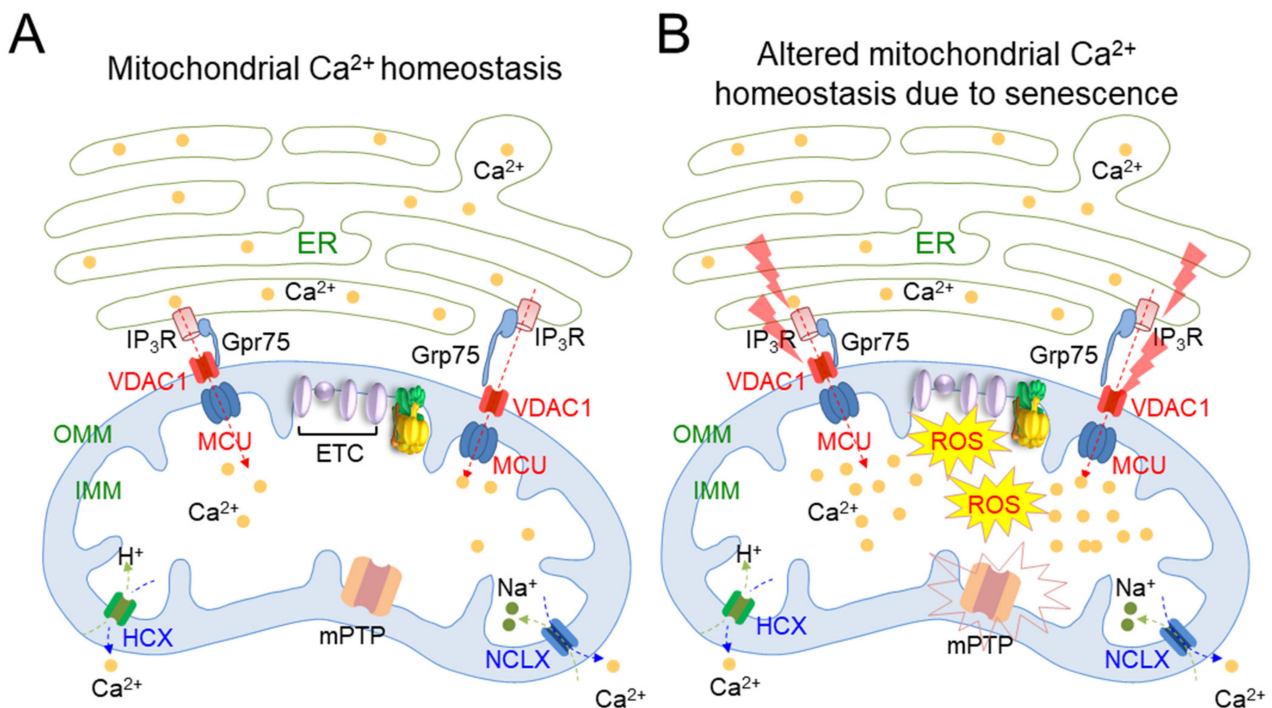 A
Mitochondrial Ca²⁺ homeostasis
Ca²⁺
ER
Ca²⁺
IP₃R
Gpr75
Grp75
IP₃R
VDAC1
VDAC1
OMM
MCU
ETC
MCU
IMM
Ca²⁺
H⁺
Na⁺
HCX
mPTP
NCLX
Ca²⁺
Ca²⁺
B
Altered mitochondrial Ca²⁺
homeostasis due to senescence
Ca²⁺
ER
Ca²⁺
IP₃R
Gpr75
Grp75
IP₃R
VDAC1
VDAC1
OMM
MCU
ROS
MCU
IMM
Ca²⁺
ROS
H⁺
Na⁺
HCX
mPTP
NCLX
Ca²⁺
Ca²⁺